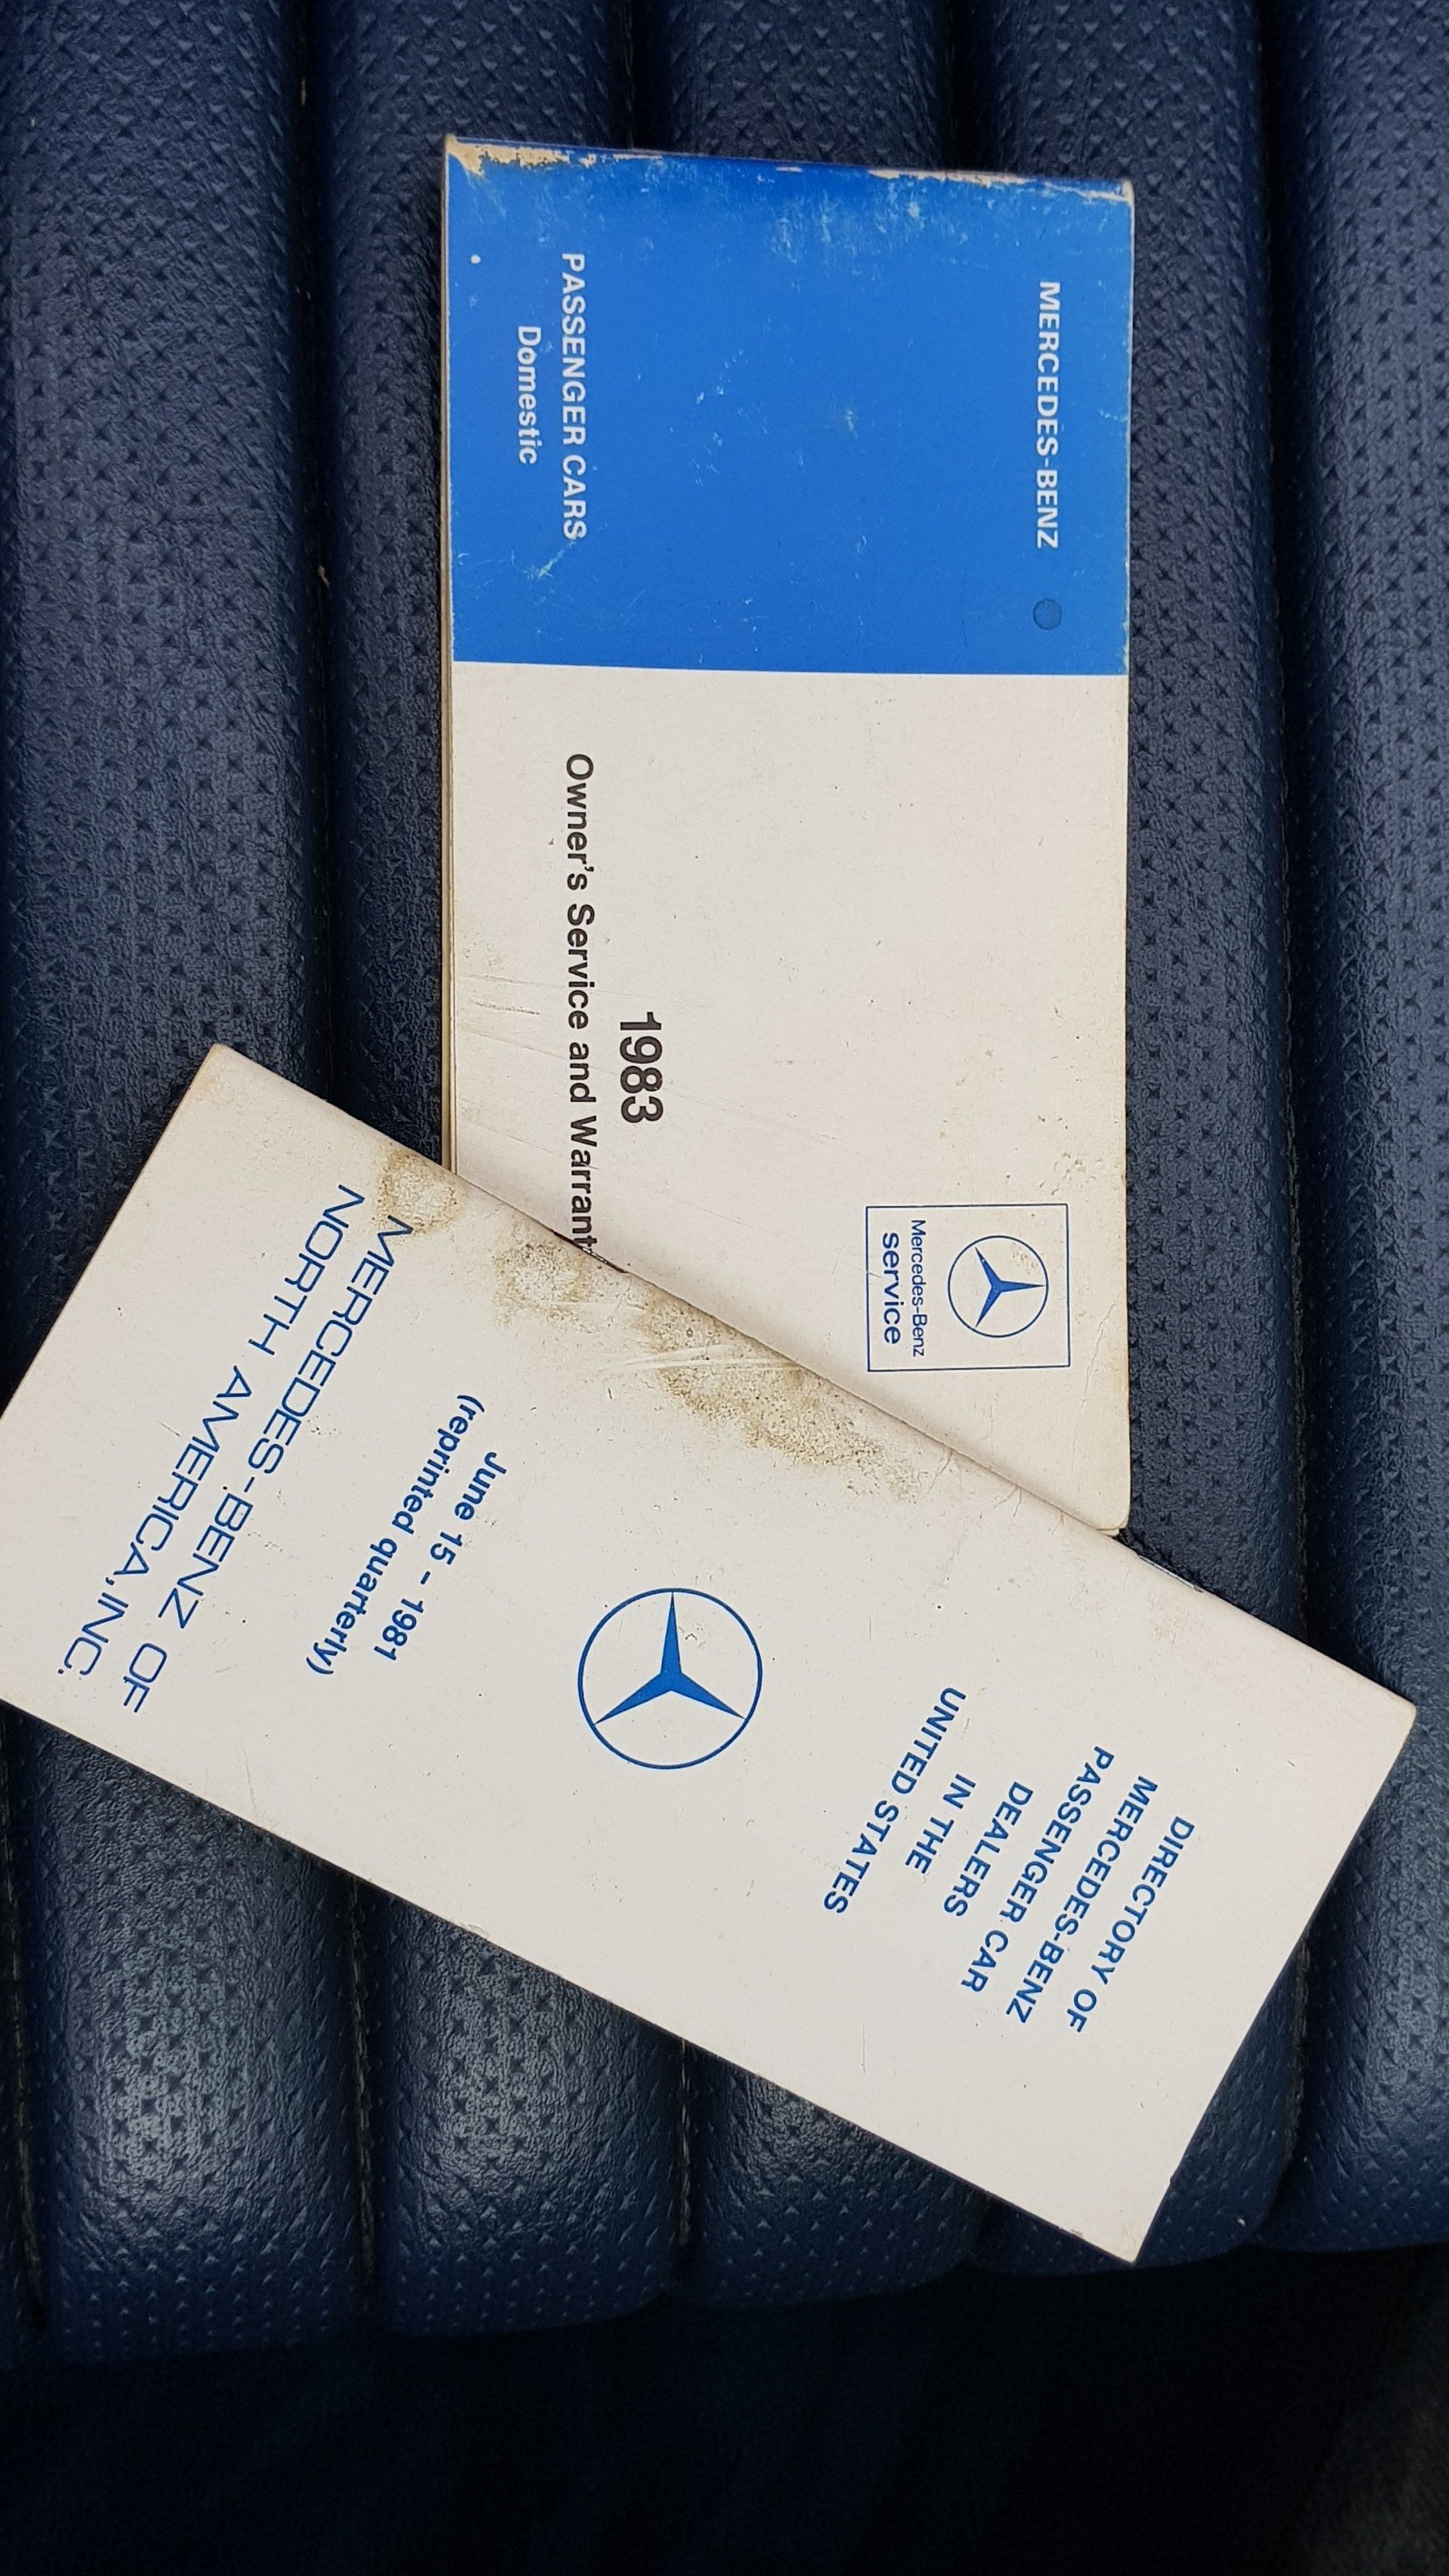 MERCEDES-BENZ
PASSENGER CARS
Domestic
Mercedes-Benz
service
1983
Owner's Service and Warrant
DIRECTORY OF
MERCEDES-BENZ
PASSENGER CAR
DEALERS
IN THE
UNITED STATES
June 15 - 1981
(reprinted quarterly)
MERCEDES-BENZ OF
NORTH AMERICA, INC.